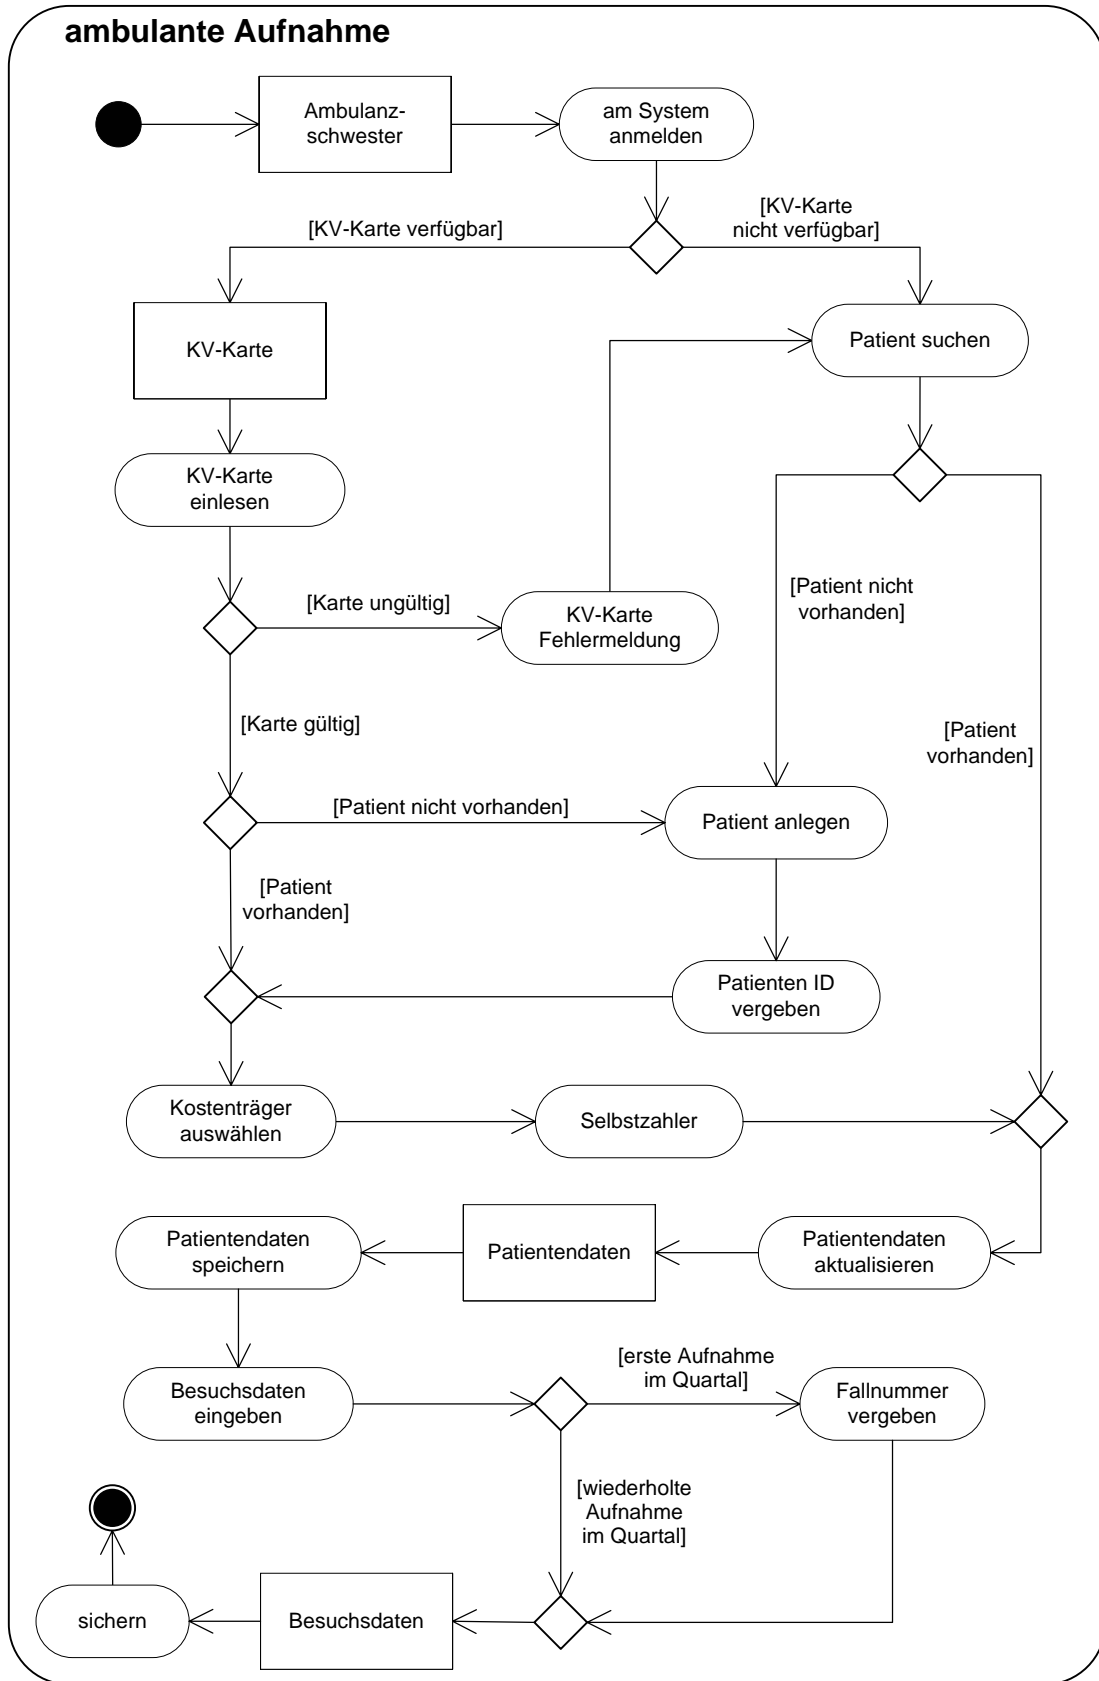 ambulante Aufnahme
Ambulanz-
schwester
am System
anmelden
[KV-Karte verfügbar]
[KV-Karte
nicht verfügbar]
KV-Karte
Patient suchen
KV-Karte
einlesen
[Karte ungültig]
KV-Karte
Fehlermeldung
[Patient nicht
vorhanden]
[Karte gültig]
[Patient
vorhanden]
[Patient nicht vorhanden]
Patient anlegen
[Patient
vorhanden]
Patienten ID
vergeben
Kostenträger
auswählen
Selbstzahler
Patientendaten
speichern
Patientendaten
Patientendaten
aktualisieren
Besuchsdaten
eingeben
[erste Aufnahme
im Quartal]
Fallnummer
vergeben
[wiederholte
Aufnahme
im Quartal]
sichern
Besuchsdaten